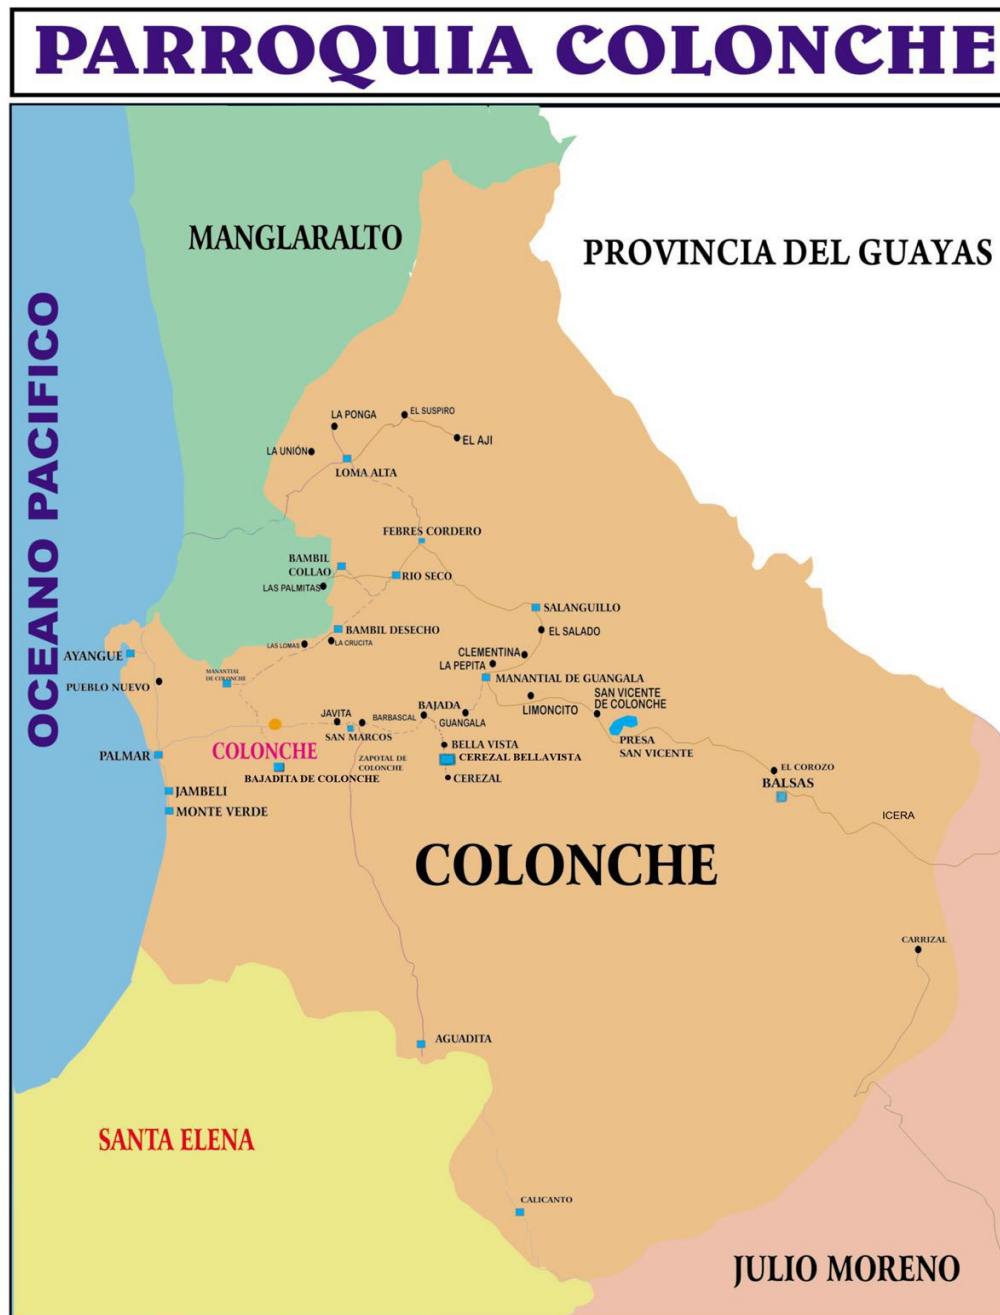 PARROQUIA COLONCHE
MANGLARALTO
PROVINCIA DEL GUAYAS
OCEANO PACIFICO
LA PONGA
EL SUSPIRO
EL AJI
LA UNIÓN
LOMA ALTA
FEBRES CORDERO
BAMBIL
COLLAO
RIO SECO
LAS PALMITAS
SALANGUILLO
BAMBIL DESECHO
EL SALADO
LAS LOMAS
LA CRUCITA
AYANGUE
CLEMENTINA
LA PEPITA
MANANTIAL
DE COLONCHE
MANANTIAL DE GUANGALA
PUEBLO NUEVO
SAN VICENTE
DE COLONCHE
LIMONCITO
BAJADA
JAVITA
BARBASCAL
GUANGALA
SAN MARCOS
PRESA
SAN VICENTE
COLONCHE
BELLA VISTA
PALMAR
ZAPOTAL DE
COLONCHE
CEREZAL BELLAVISTA
BAJADITA DE COLONCHE
CEREZAL
EL COROZO
BALSAS
JAMBELI
MONTE VERDE
ICERA
COLONCHE
CARRIZAL
AGUADITA
SANTA ELENA
CALICANTO
JULIO MORENO